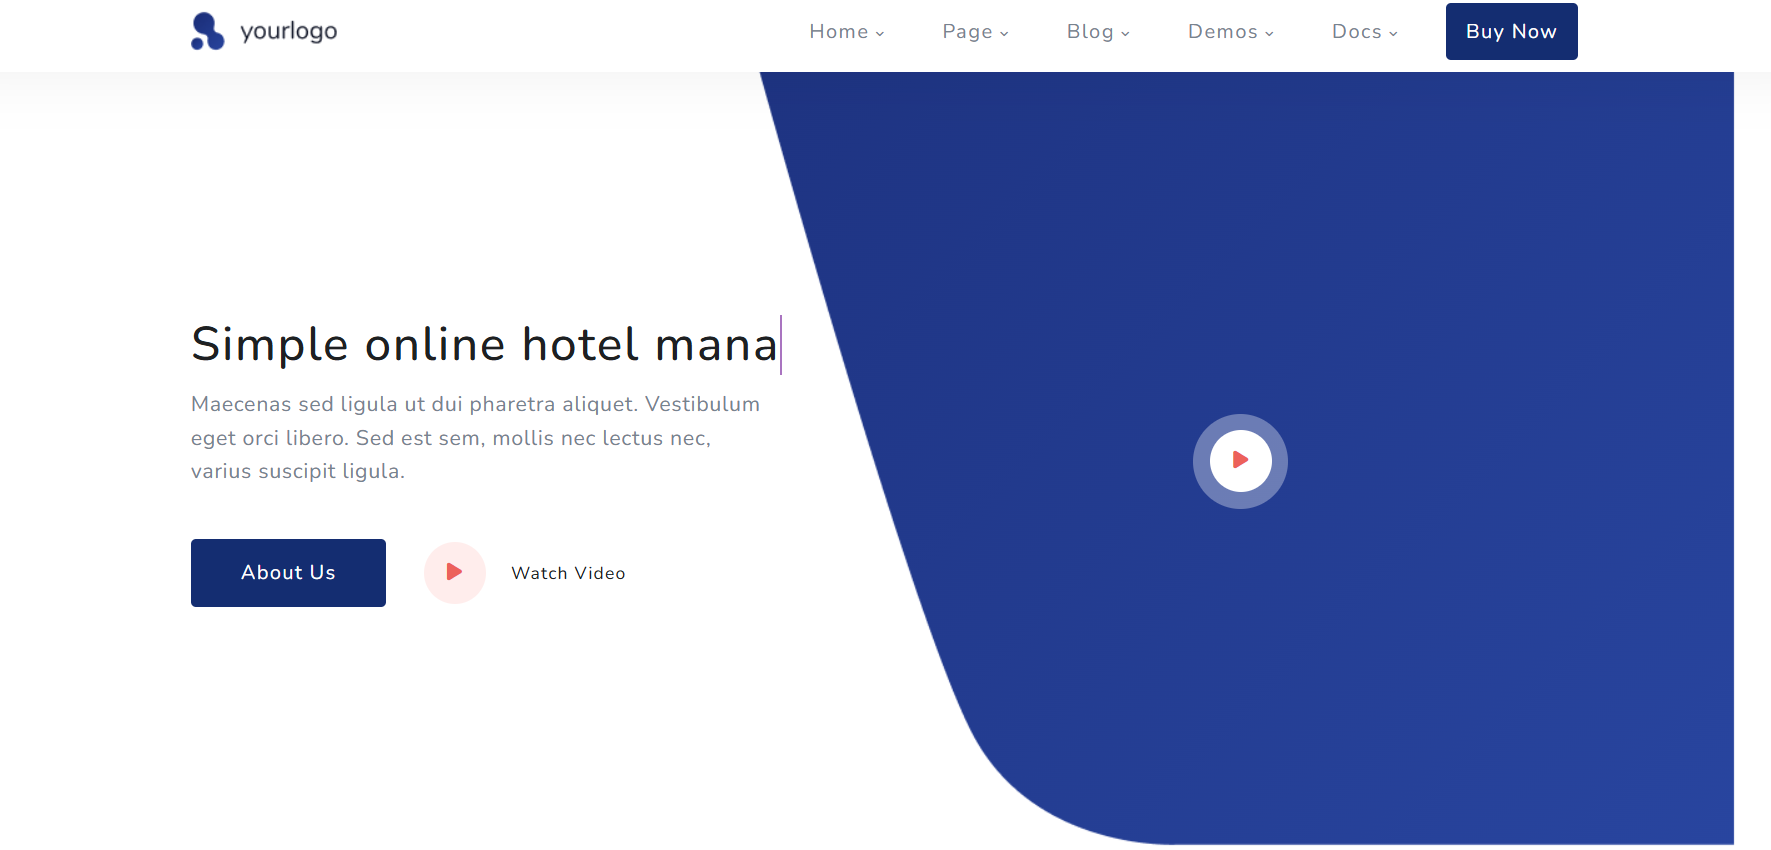 yourlogo
Home
Page
Blog
Demos
Docs
Buy Now
Simple online hotel mana
Maecenas sed ligula ut dui pharetra aliquet. Vestibulum
eget orci libero. Sed est sem, mollis nec lectus nec,
varius suscipit ligula.
About Us
Watch Video